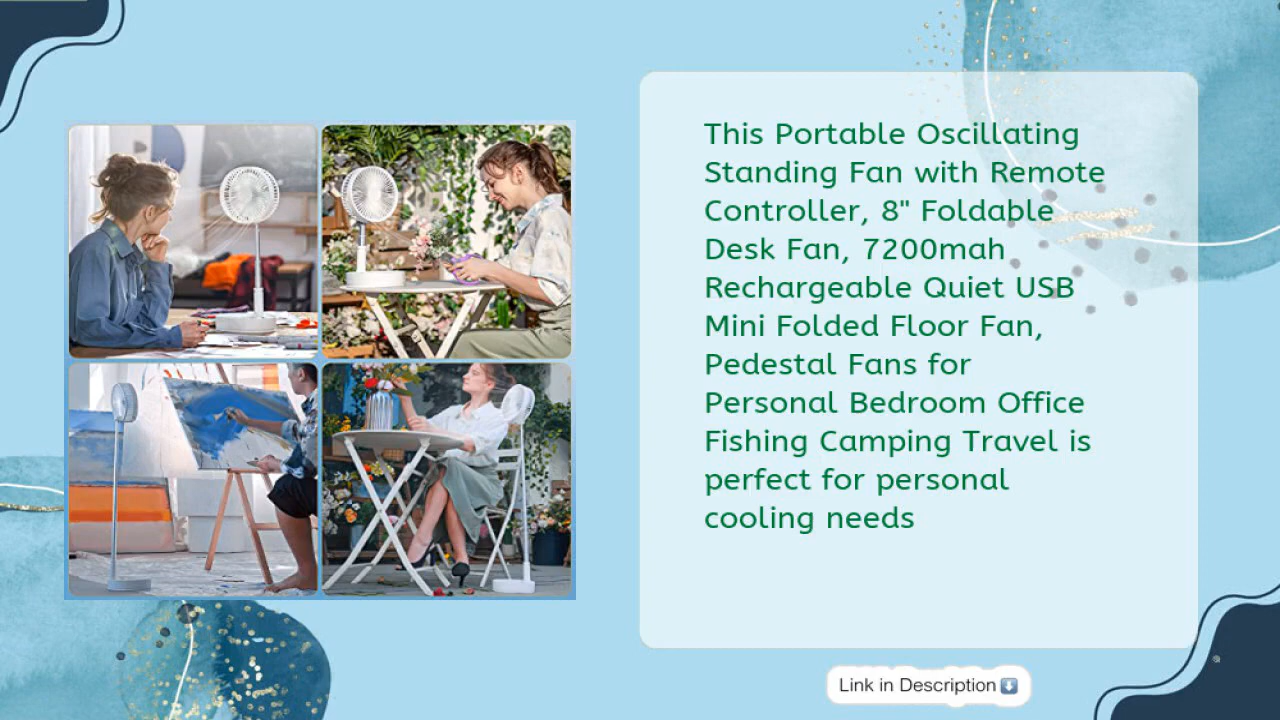 This Portable Oscillating
Standing Fan with Remote
Controller, 8" Foldable
Desk Fan, 7200mah
Rechargeable Quiet USB
Mini Folded Floor Fan,
Pedestal Fans for
Personal Bedroom Office
Fishing Camping Travel is
perfect for personal
cooling needs
Link in Description⬇️